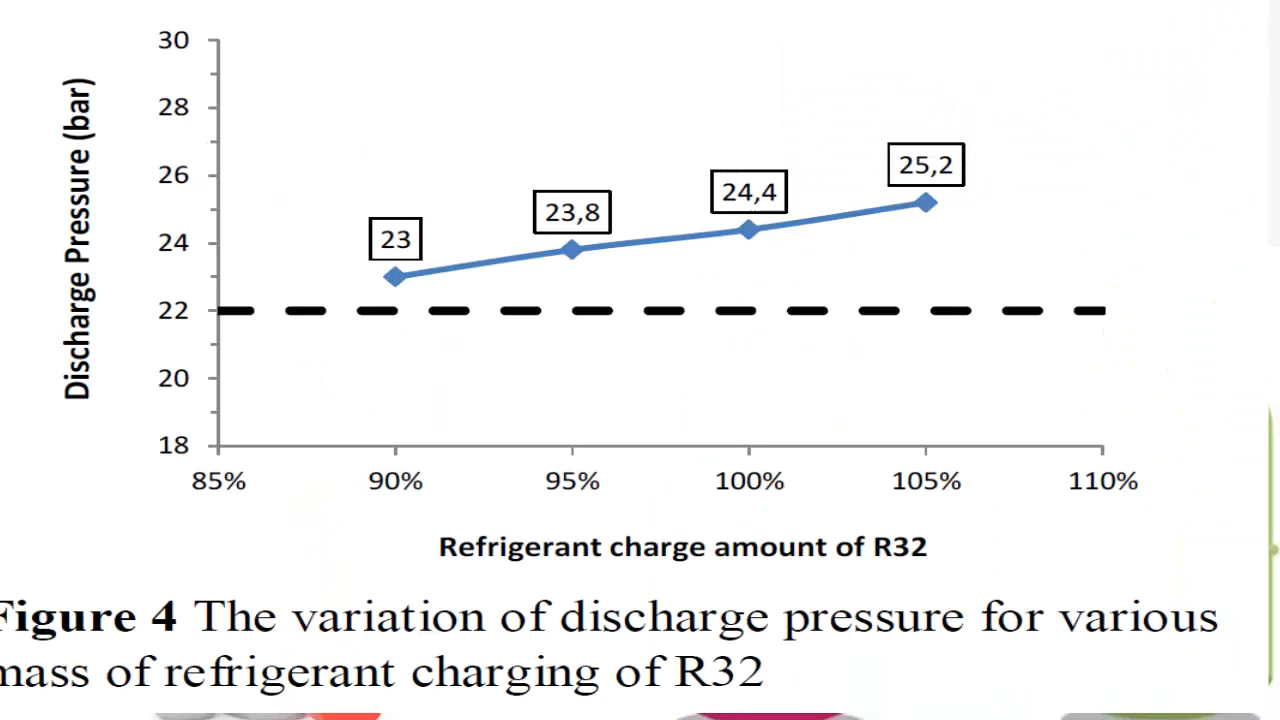 30
28
26
24
22
20
18
Discharge Pressure (bar)
23
23,8
24,4
25,2
85% 90% 95% 100% 105% 110%
Refrigerant charge amount of R32
Figure 4 The variation of discharge pressure for various
mass of refrigerant charging of R32